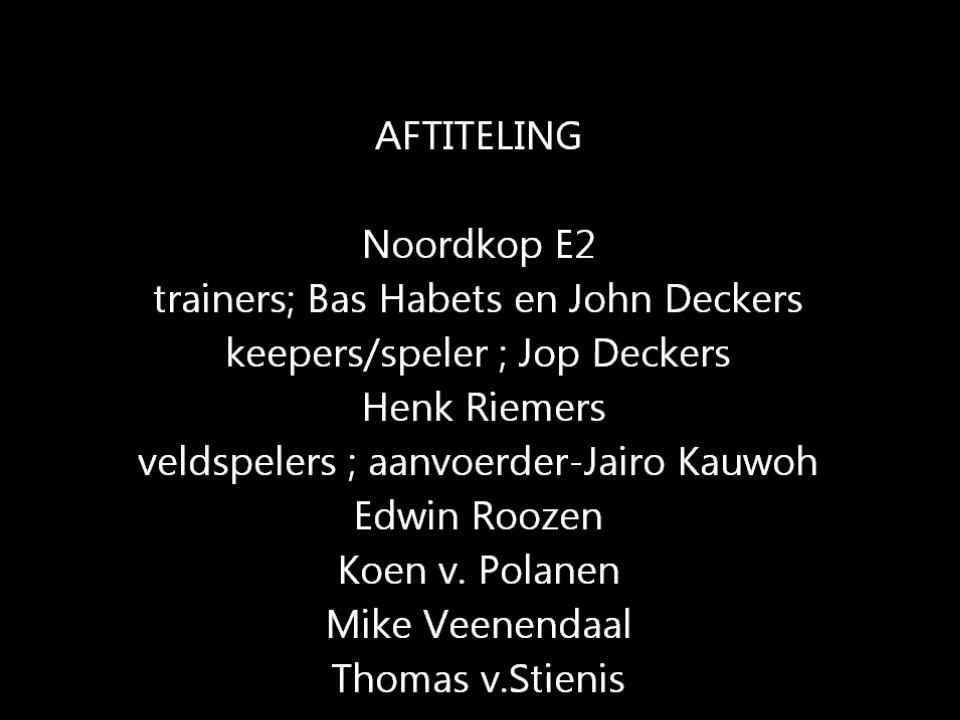 AFTITELING
Noordkop E2
trainers; Bas Habets en John Deckers
keepers/speler ; Jop Deckers
Henk Riemers
veldspelers ; aanvoerder-Jairo Kauwoh
Edwin Roozen
Koen v. Polanen
Mike Veenendaal
Thomas v.Stienis